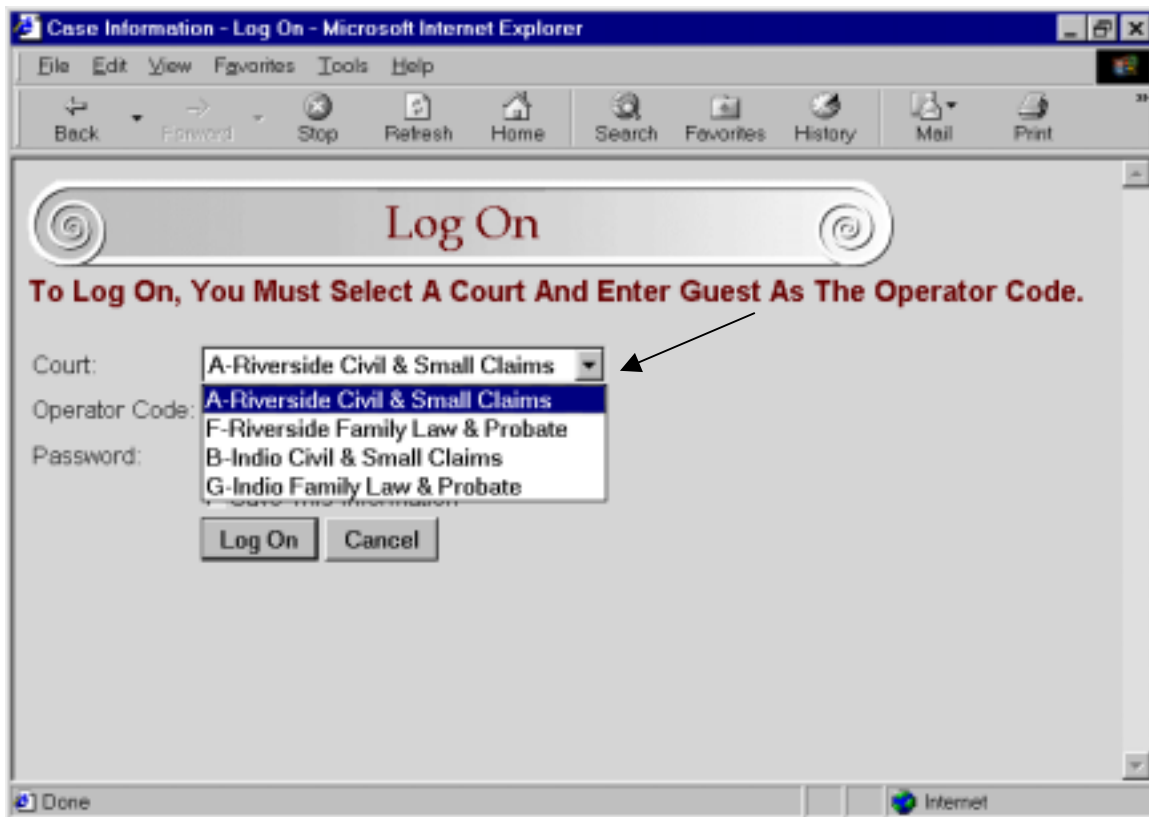 Case Information - Log On - Microsoft Internet Explorer
File Edit View Favorites Tools Help
Back Forward Stop Refresh Home Search Favorites History Mail Print »
Log On
To Log On, You Must Select A Court And Enter Guest As The Operator Code.
Court: A-Riverside Civil & Small Claims
A-Riverside Civil & Small Claims
Operator Code:
F-Riverside Family Law & Probate
Password: B-Indio Civil & Small Claims
G-Indio Family Law & Probate
Save This Information
Log On Cancel
Done Internet